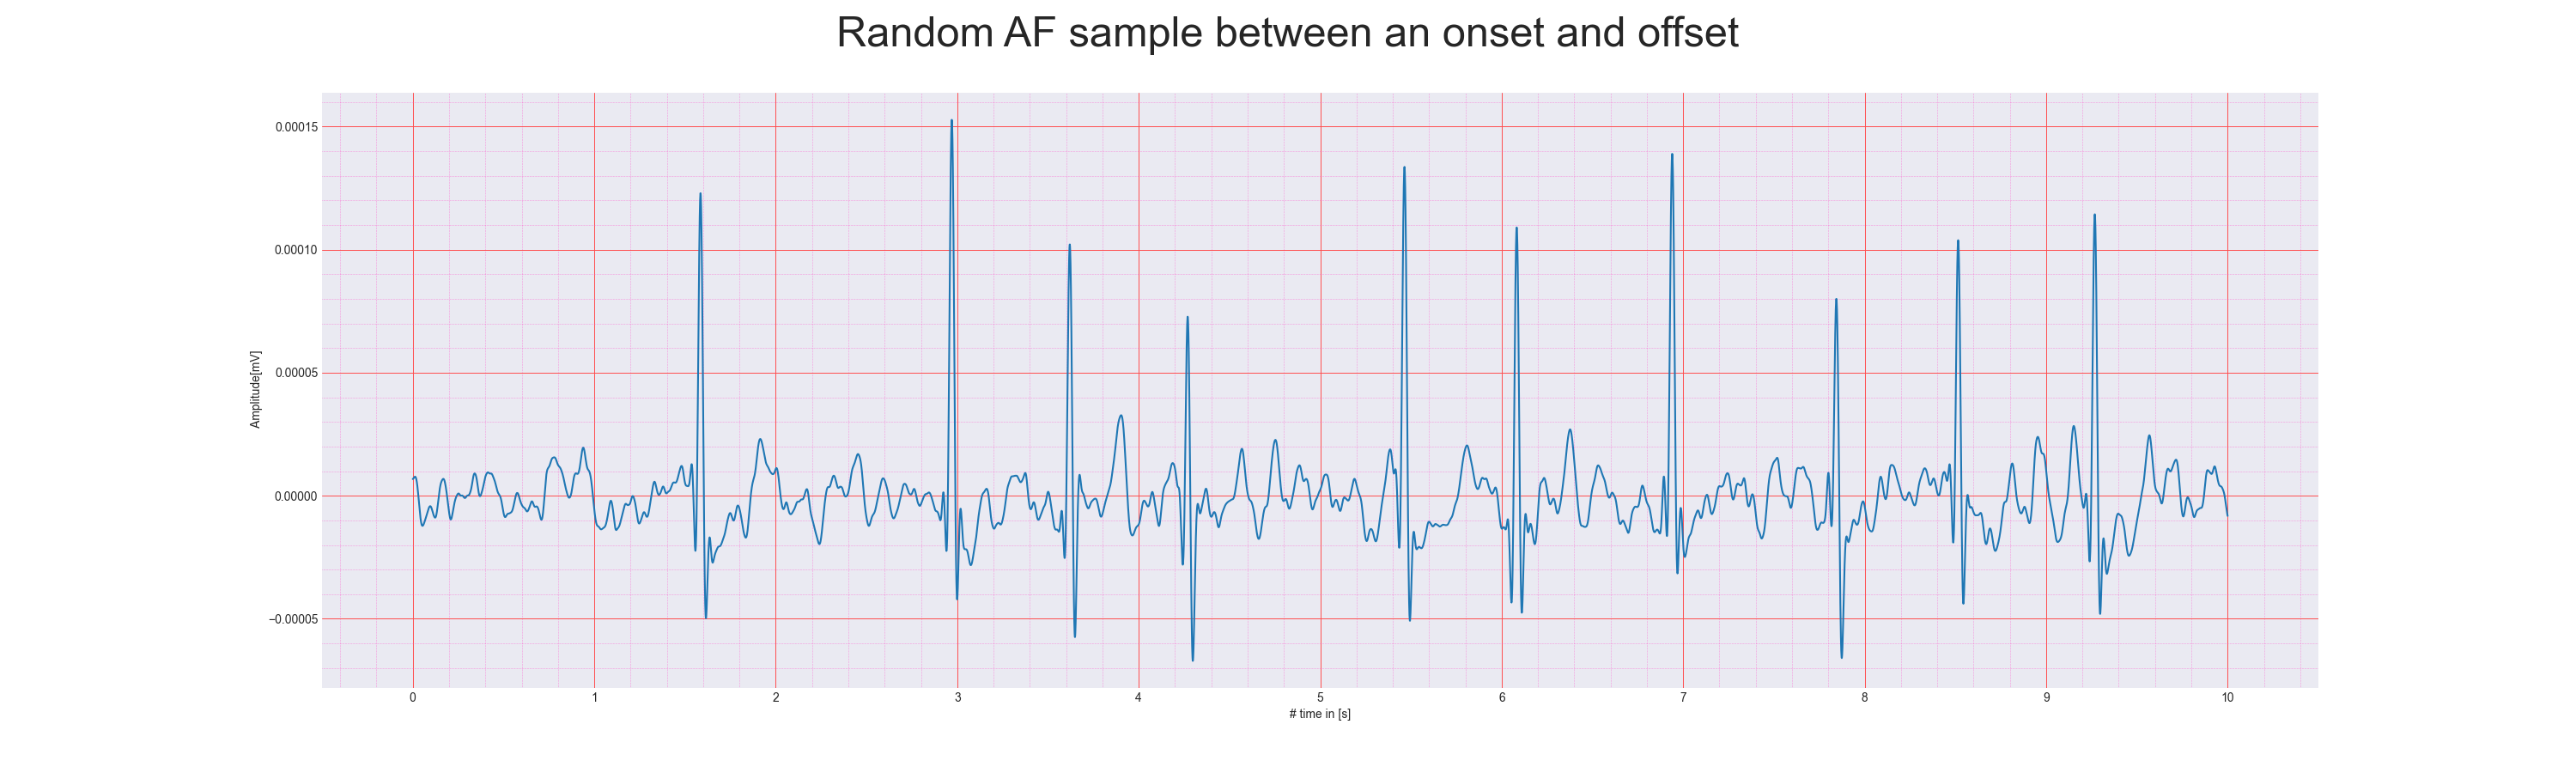 Random AF sample between an onset and offset
0.00015
0.00010
0.00005
0.00000
−0.00005
Amplitude[mV]
0 1 2 3 4 5 6 7 8 9 10
# time in [s]